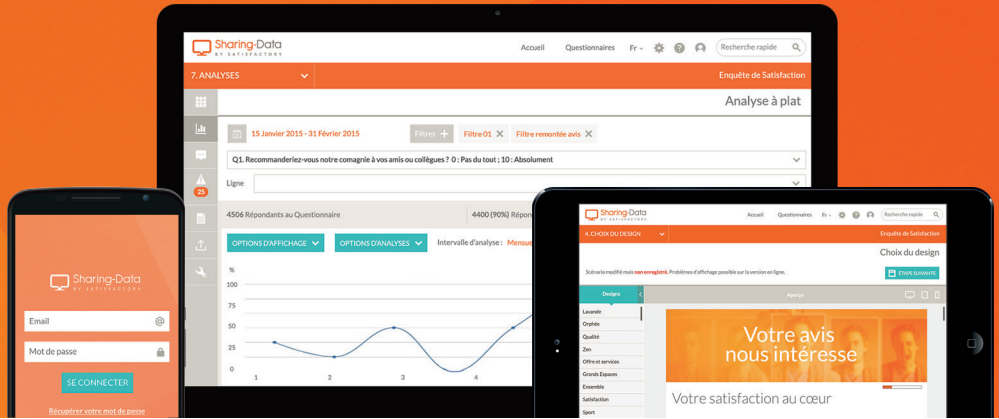 Sharing-Data
BY SATISFACTORY
Accueil Questionnaires Fr Recherche rapide
7. ANALYSES Enquête de Satisfaction
Analyse à plat
15 Janvier 2015 - 31 Février 2015 Filtres + Filtre 01 X Filtre remontée avis X
Q1. Recommanderiez-vous notre comagnie à vos amis ou collègues ? 0 : Pas du tout ; 10 : Absolument
Ligne
25
4506 Répondants au Questionnaire 4400 (90%) Répon
OPTIONS D'AFFICHAGE OPTIONS D'ANALYSES Intervalle d'analyse : Mensue
%
100
75
50
25
0
1 2 3 4
Sharing-Data
BY SATISFACTORY
Email @
Mot de passe
SE CONNECTER
Récupérer votre mot de passe
Sharing-Data
BY SATISFACTORY
Accueil Questionnaires Fr Recherche rapide
4. CHOIX DU DESIGN Enquête de Satisfaction
Choix du design
Scénario modifié mais non enregistré. Problèmes d'affichage possible sur la version en ligne.
ÉTAPE SUIVANTE
Designs Aperçu
Lavande
Orphée
Qualité
Zen
Offre et services
Grands Espaces
Ensemble
Satisfaction
Sport
Votre avis
nous intéresse
Votre satisfaction au cœur